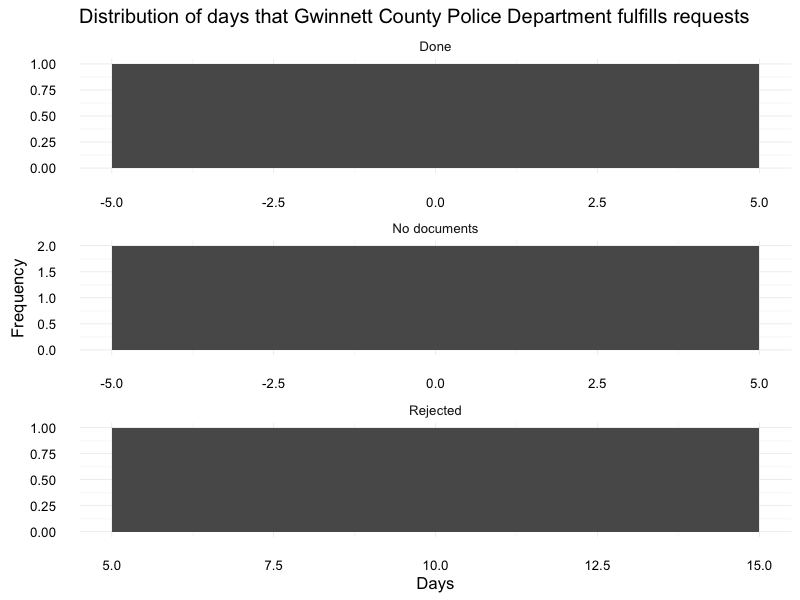 Distribution of days that Gwinnett County Police Department fulfills requests
Done
1.00
0.75
0.50
0.25
0.00
-5.0 -2.5 0.0 2.5 5.0
No documents
2.0
1.5
1.0
0.5
0.0
Frequency
-5.0 -2.5 0.0 2.5 5.0
Rejected
1.00
0.75
0.50
0.25
0.00
5.0 7.5 10.0 12.5 15.0
Days